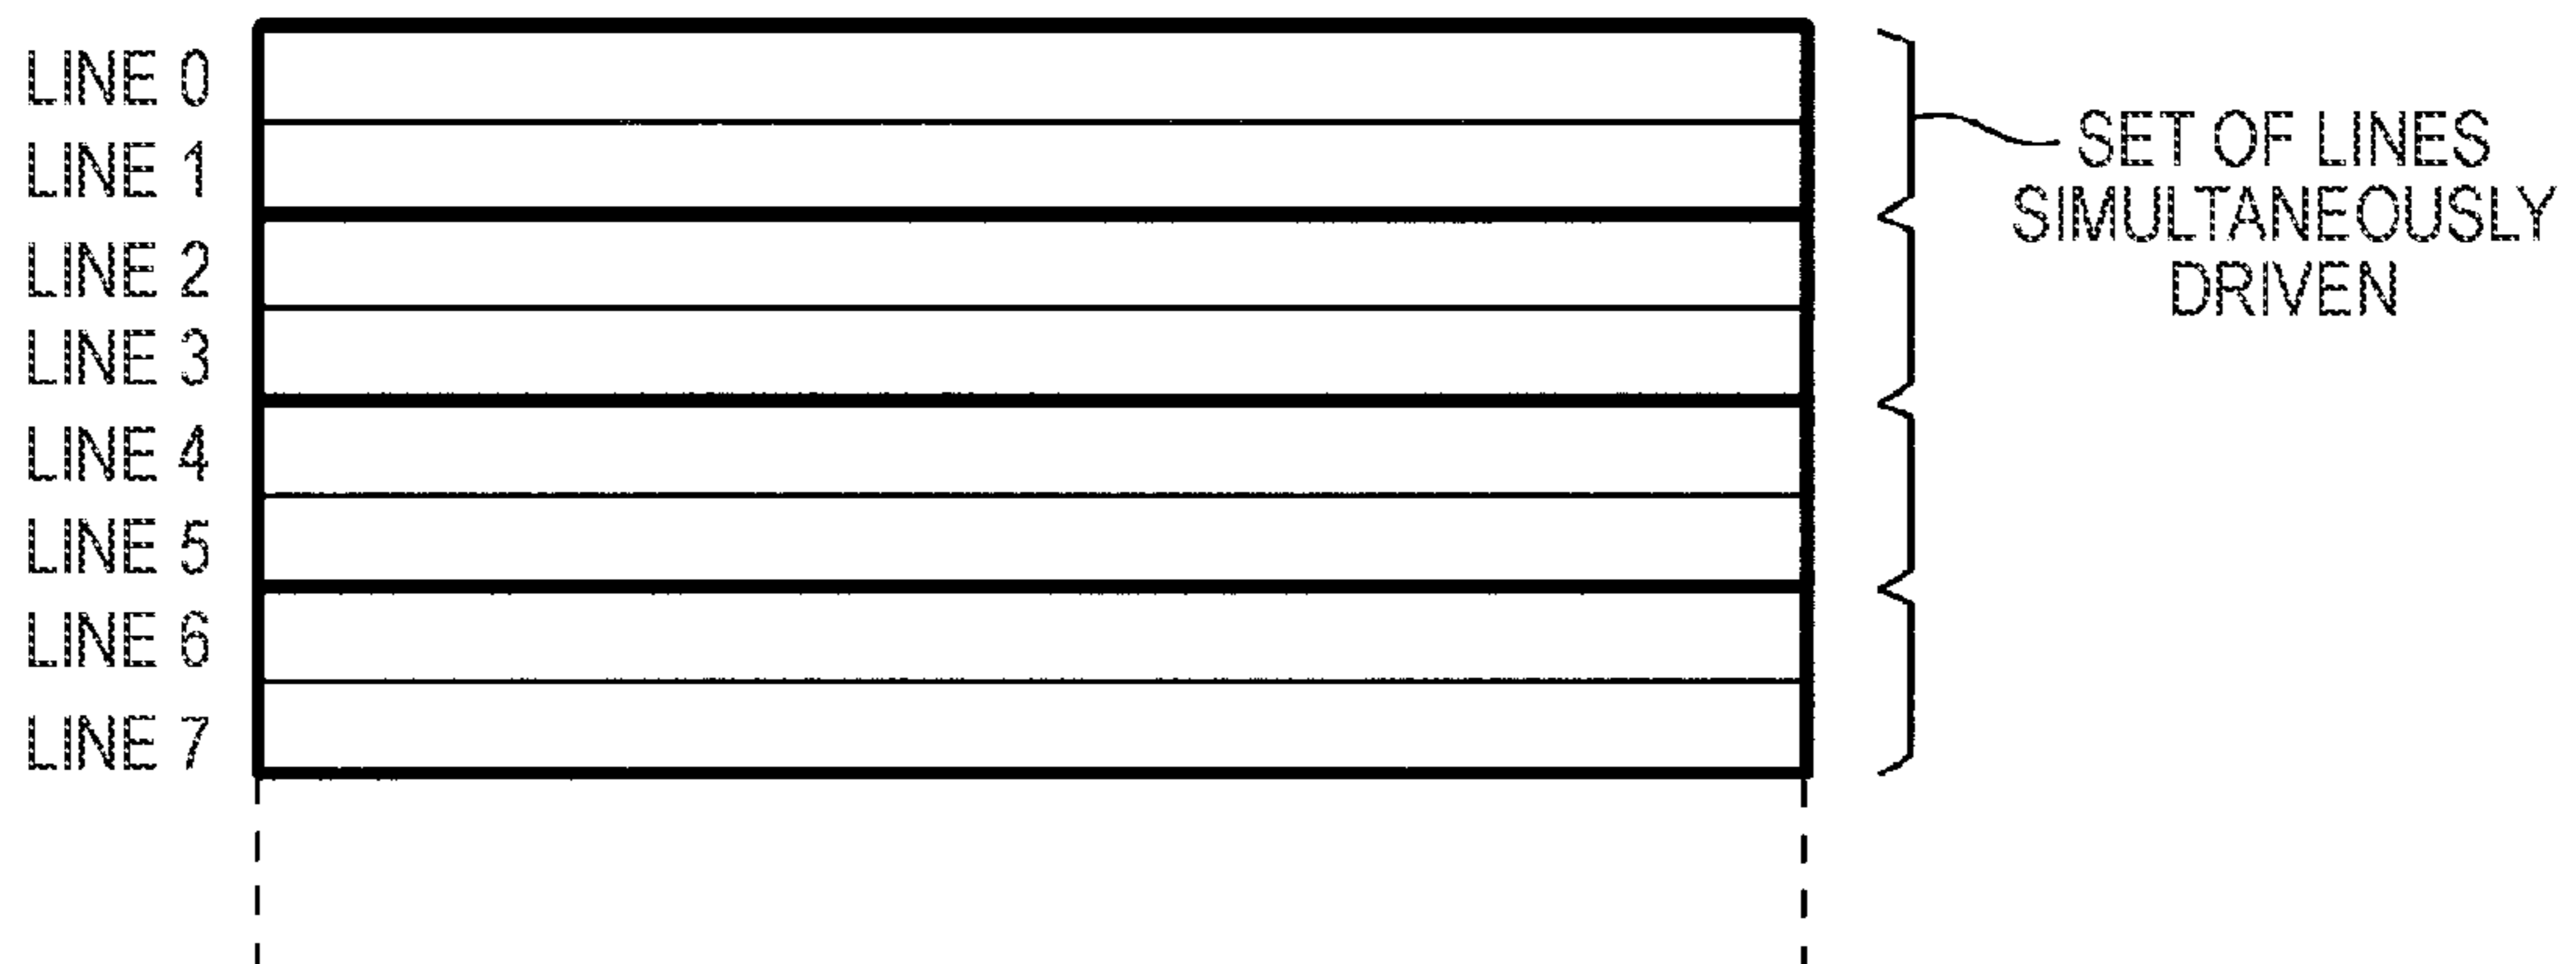 LINE 0
LINE 1
LINE 2
LINE 3
LINE 4
LINE 5
LINE 6
LINE 7
SET OF LINES
SIMULTANEOUSLY
DRIVEN